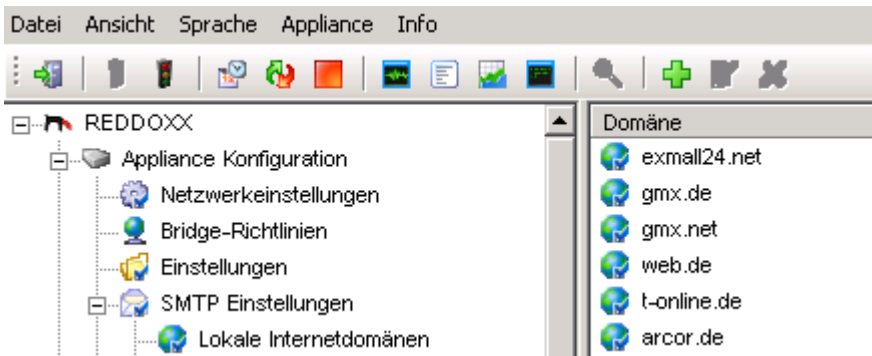 Datei Ansicht Sprache Appliance Info
REDDOXX
Appliance Konfiguration
Netzwerkeinstellungen
Bridge-Richtlinien
Einstellungen
SMTP Einstellungen
Lokale Internetdomänen
Domäne
exmall24.net
gmx.de
gmx.net
web.de
t-online.de
arcor.de